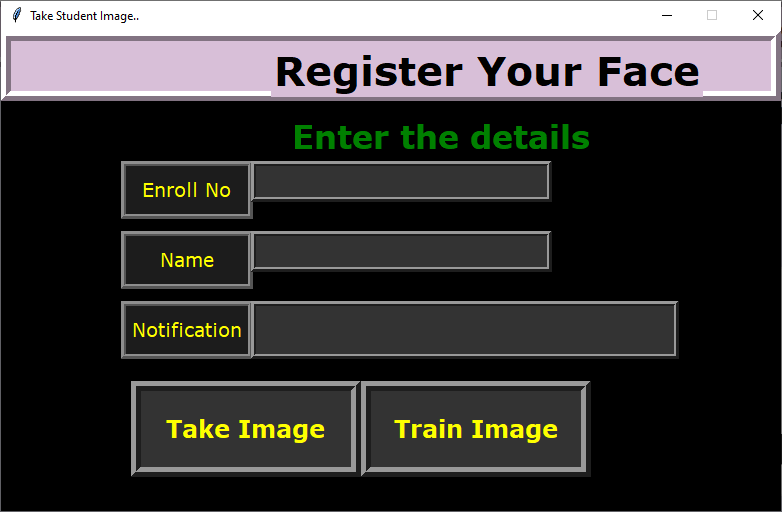 Take Student Image..
Register Your Face
Enter the details
Enroll No
Name
Notification
Take Image Train Image